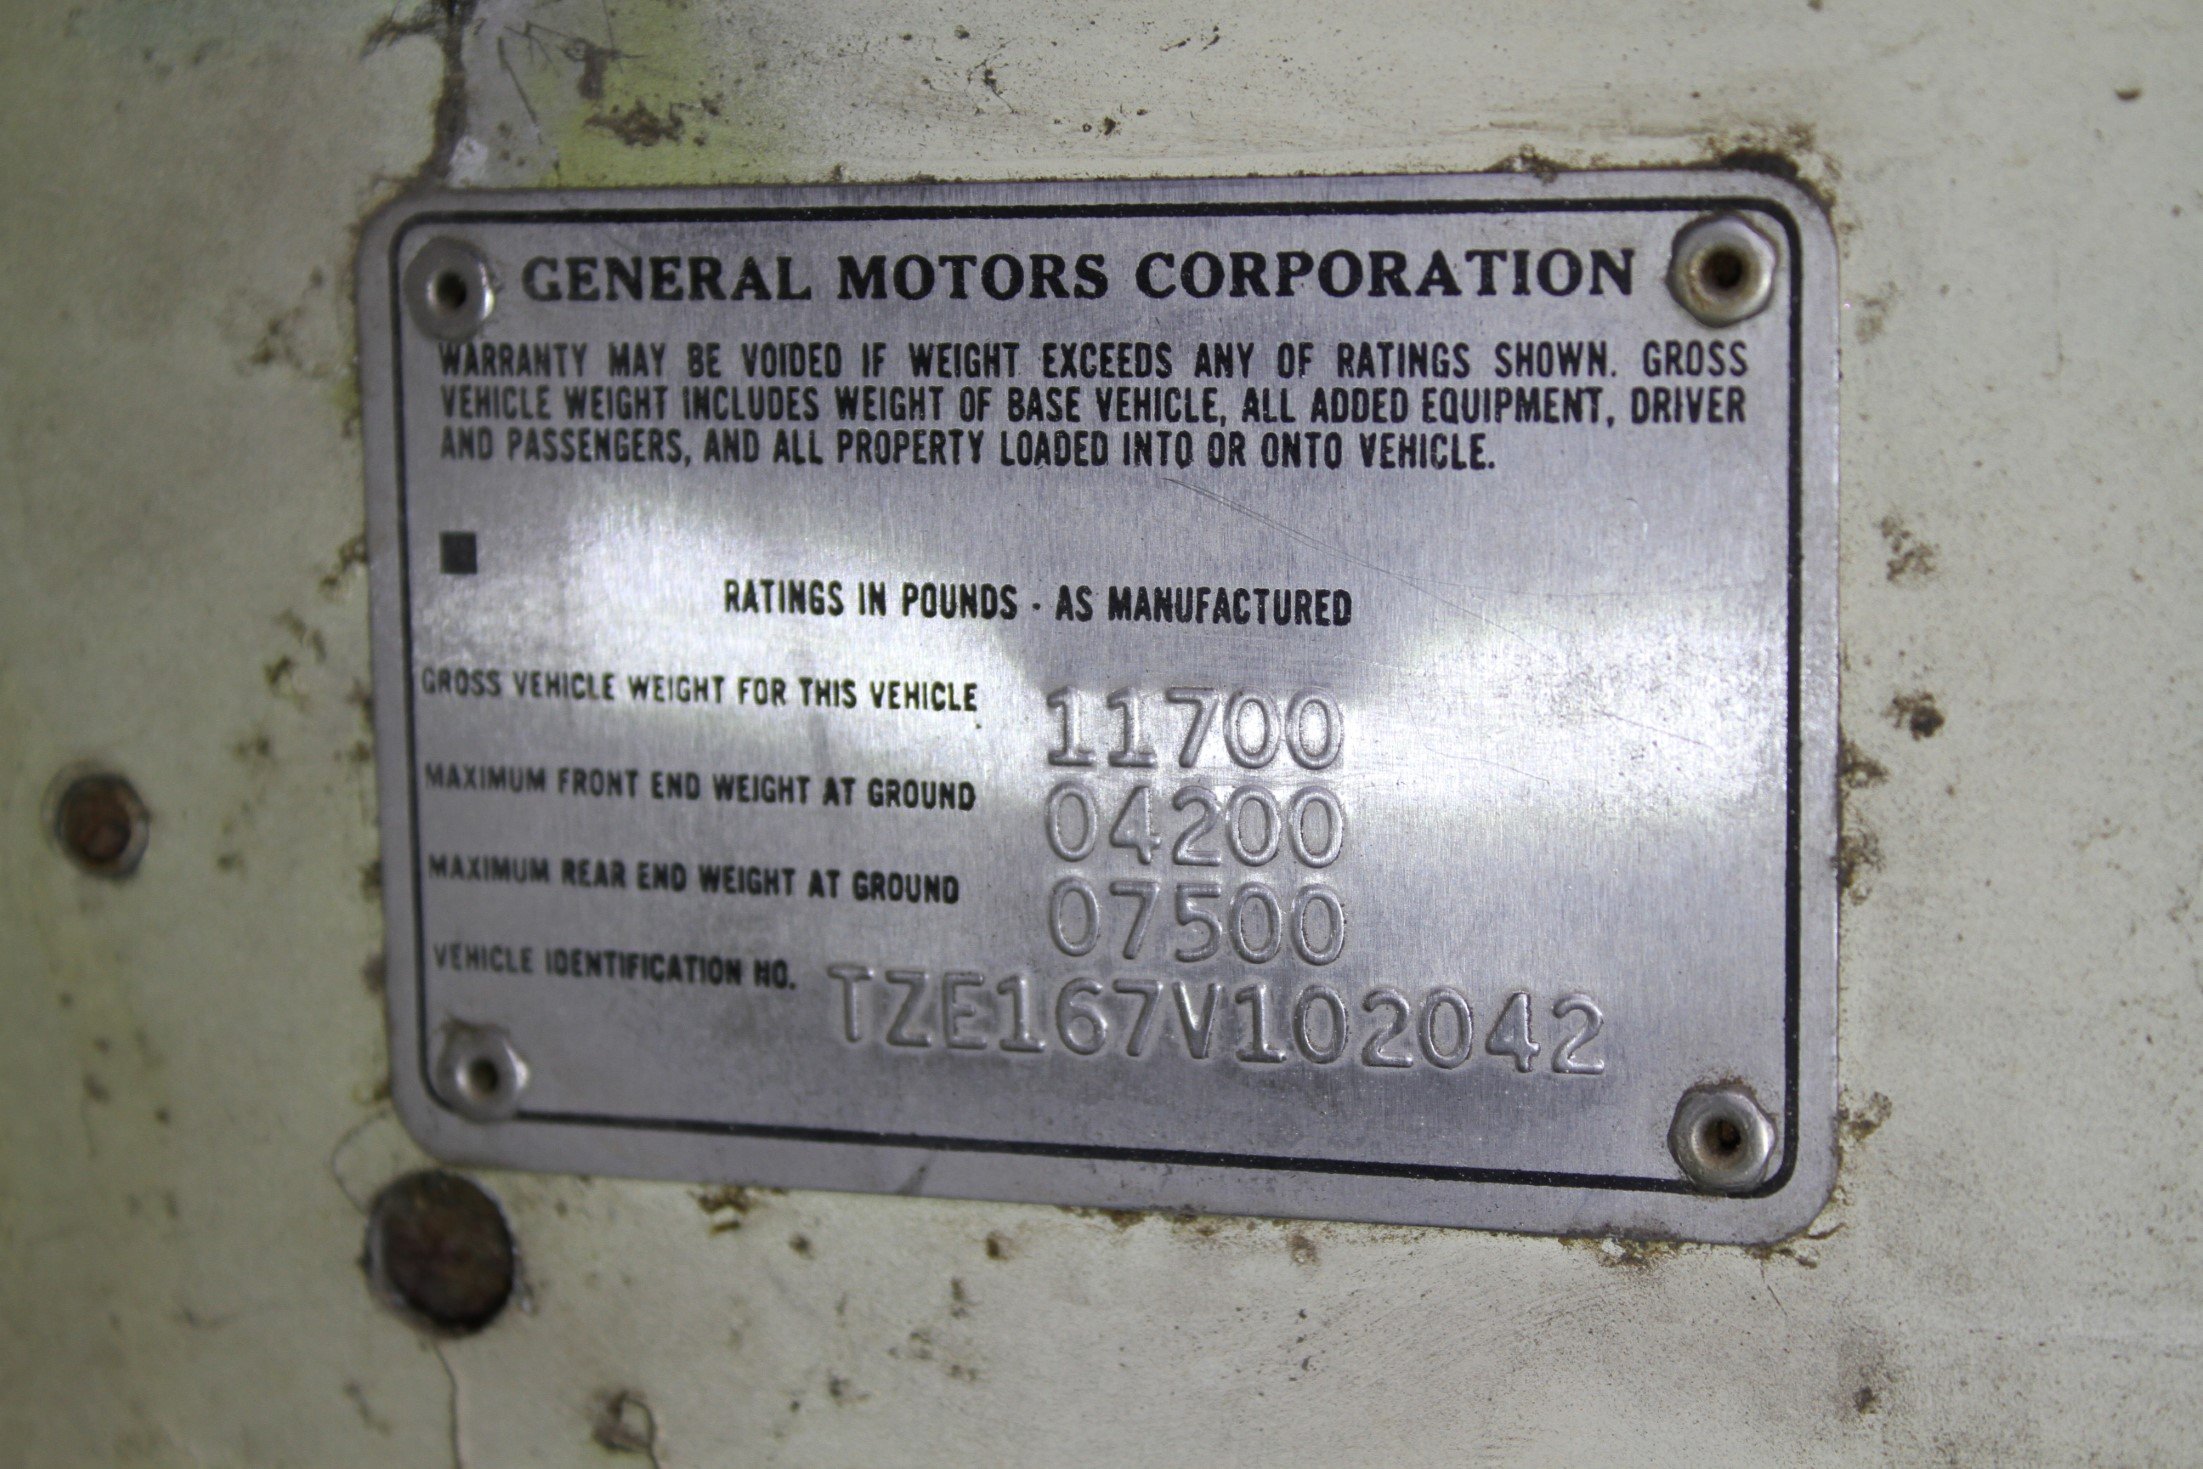 GENERAL MOTORS CORPORATION
WARRANTY MAY BE VOIDED IF WEIGHT EXCEEDS ANY OF RATINGS SHOWN. GROSS
VEHICLE WEIGHT INCLUDES WEIGHT OF BASE VEHICLE, ALL ADDED EQUIPMENT, DRIVER
AND PASSENGERS, AND ALL PROPERTY LOADED INTO OR ONTO VEHICLE.
RATINGS IN POUNDS - AS MANUFACTURED
GROSS VEHICLE WEIGHT FOR THIS VEHICLE 11700
MAXIMUM FRONT END WEIGHT AT GROUND 04200
MAXIMUM REAR END WEIGHT AT GROUND 07500
VEHICLE IDENTIFICATION NO. TZE167V102042